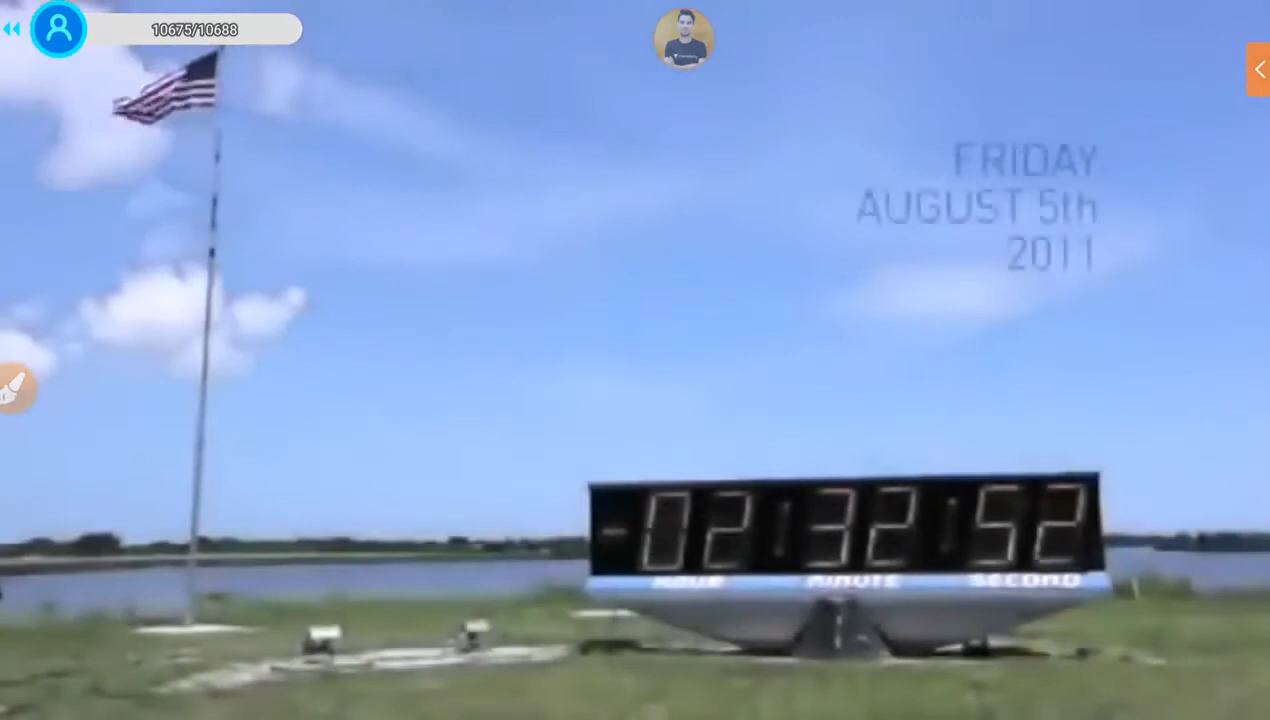 10675/10688
FRIDAY
AUGUST 5th
2011
-02:32:52
HOUR MINUTE SECOND